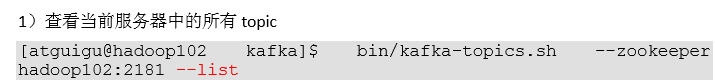 1）查看当前服务器中的所有 topic
[atguigu@hadoop102 kafka]$ bin/kafka-topics.sh --zookeeper
hadoop102:2181 --list